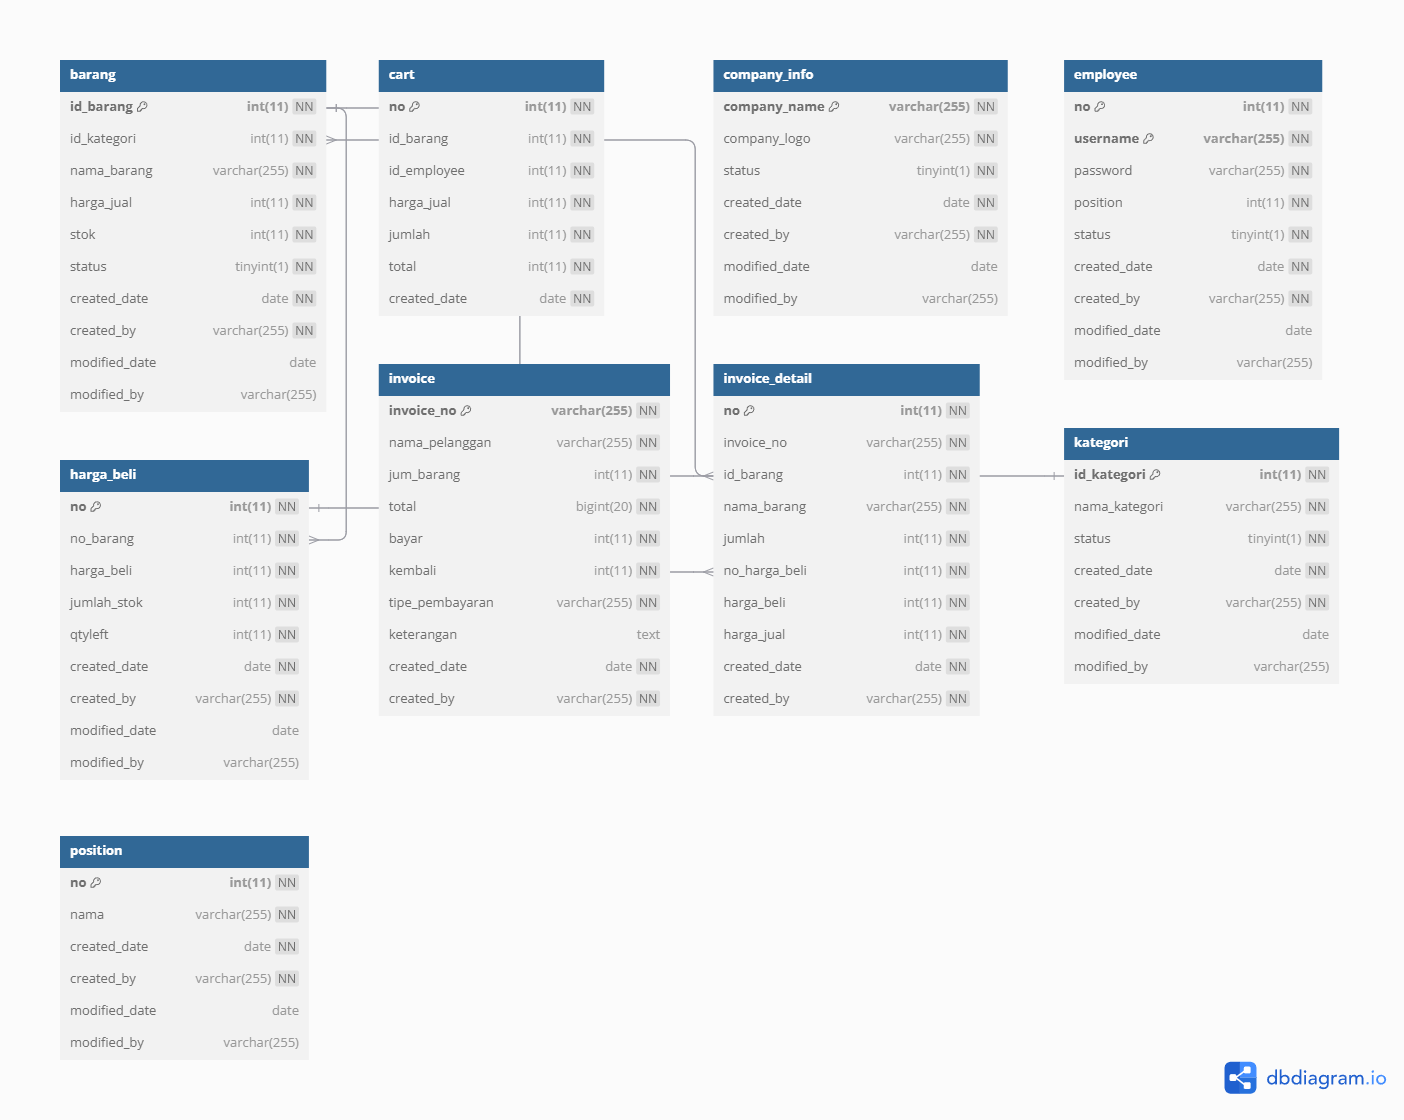 barang
id_barang int(11) NN
id_kategori int(11) NN
nama_barang varchar(255) NN
harga_jual int(11) NN
stok int(11) NN
status tinyint(1) NN
created_date date NN
created_by varchar(255) NN
modified_date date
modified_by varchar(255)
cart
no int(11) NN
id_barang int(11) NN
id_employee int(11) NN
harga_jual int(11) NN
jumlah int(11) NN
total int(11) NN
created_date date NN
company_info
company_name varchar(255) NN
company_logo varchar(255) NN
status tinyint(1) NN
created_date date NN
created_by varchar(255) NN
modified_date date
modified_by varchar(255)
employee
no int(11) NN
username varchar(255) NN
password varchar(255) NN
position int(11) NN
status tinyint(1) NN
created_date date NN
created_by varchar(255) NN
modified_date date
modified_by varchar(255)
harga_beli
no int(11) NN
no_barang int(11) NN
harga_beli int(11) NN
jumlah_stok int(11) NN
qtyleft int(11) NN
created_date date NN
created_by varchar(255) NN
modified_date date
modified_by varchar(255)
invoice
invoice_no varchar(255) NN
nama_pelanggan varchar(255) NN
jum_barang int(11) NN
total bigint(20) NN
bayar int(11) NN
kembali int(11) NN
tipe_pembayaran varchar(255) NN
keterangan text
created_date date NN
created_by varchar(255) NN
invoice_detail
no int(11) NN
invoice_no varchar(255) NN
id_barang int(11) NN
nama_barang varchar(255) NN
jumlah int(11) NN
no_harga_beli int(11) NN
harga_beli int(11) NN
harga_jual int(11) NN
created_date date NN
created_by varchar(255) NN
kategori
id_kategori int(11) NN
nama_kategori varchar(255) NN
status tinyint(1) NN
created_date date NN
created_by varchar(255) NN
modified_date date
modified_by varchar(255)
position
no int(11) NN
nama varchar(255) NN
created_date date NN
created_by varchar(255) NN
modified_date date
modified_by varchar(255)
dbdiagram.io